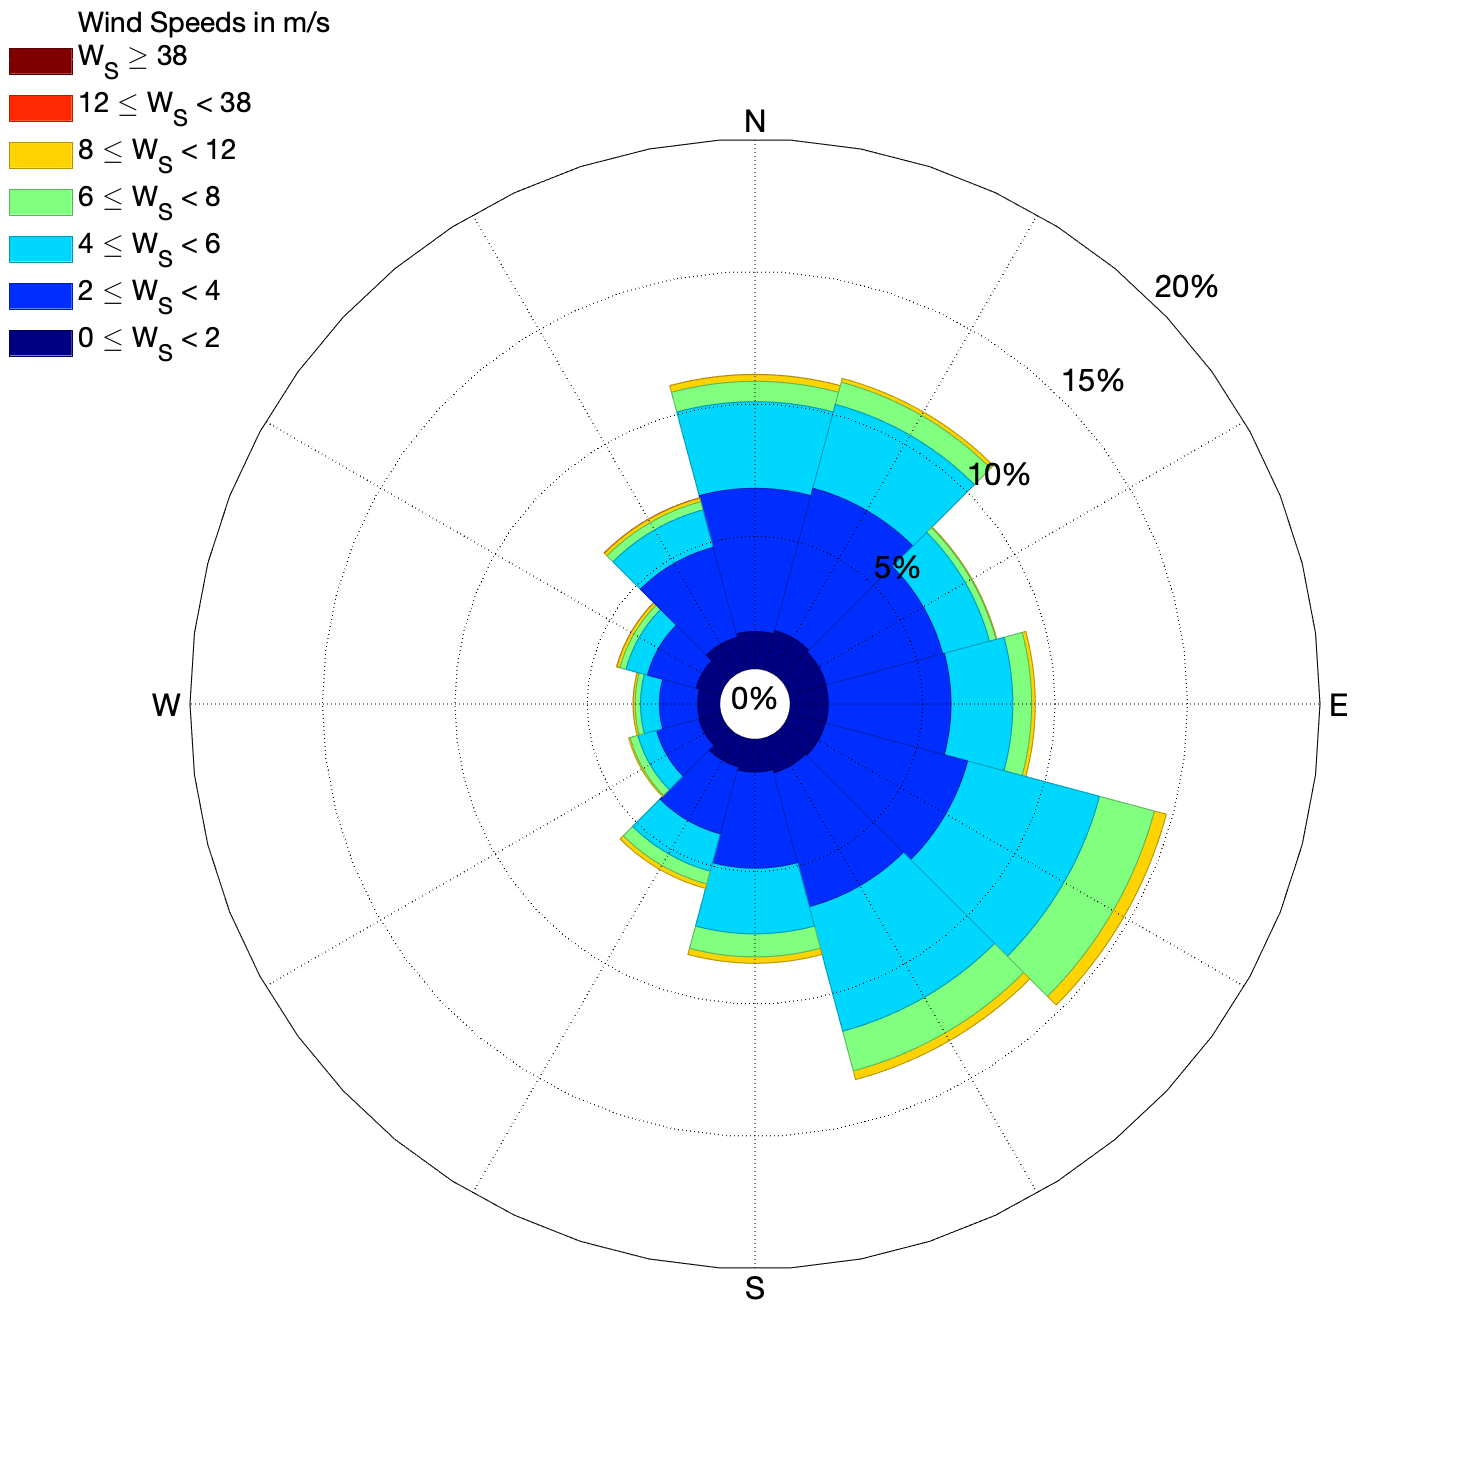 Wind Speeds in m/s
W_S ≥ 38
12 ≤ W_S < 38
8 ≤ W_S < 12
6 ≤ W_S < 8
4 ≤ W_S < 6
2 ≤ W_S < 4
0 ≤ W_S < 2
N
20%
15%
10%
5%
0%
W
E
S